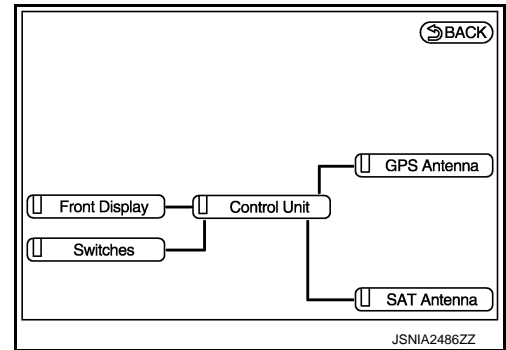 BACK
GPS Antenna
Front Display
Control Unit
Switches
SAT Antenna
JSNIA2486ZZ